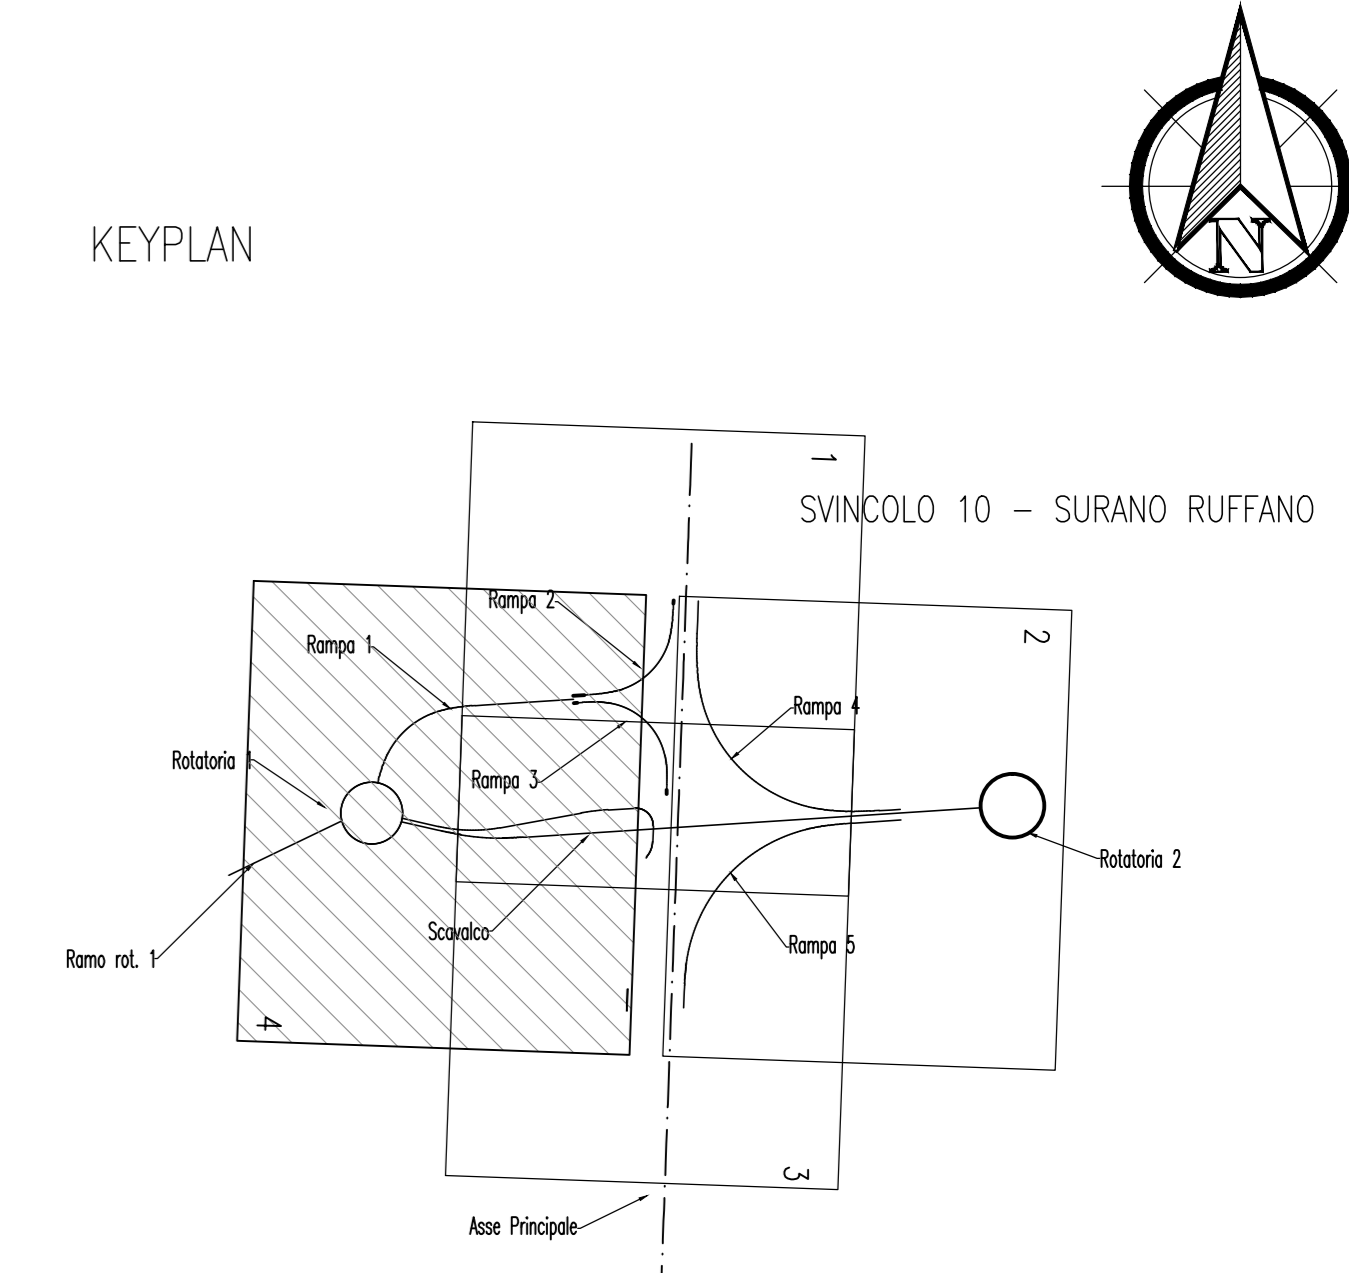 N
KEYPLAN
1
SVINCOLO 10 - SURANO RUFFANO
Rampa 2
2
Rampa 1
Rampa 4
Rotatoria 1
Rampa 3
Rotatoria 2
Scavalco
Rampa 5
Ramo rot. 1
4
3
Asse Principale